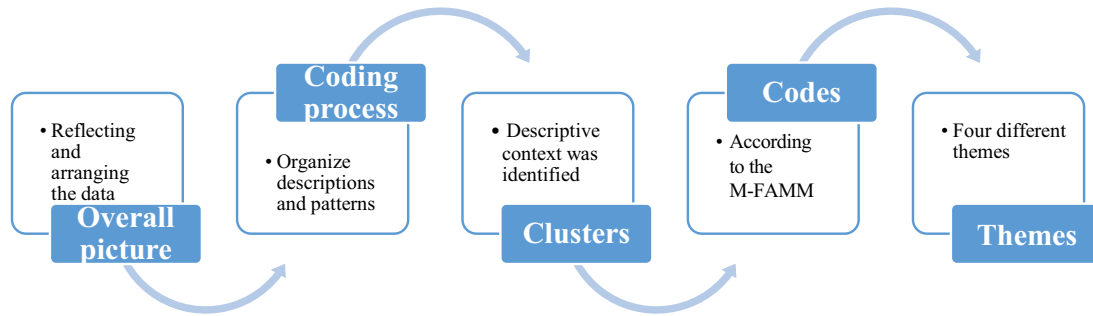 • Reflecting
and
arranging
the data
Overall
picture
Coding
process
• Organize
descriptions
and patterns
• Descriptive
context was
identified
Clusters
Codes
• According
to the
M-FAMM
• Four different
themes
Themes